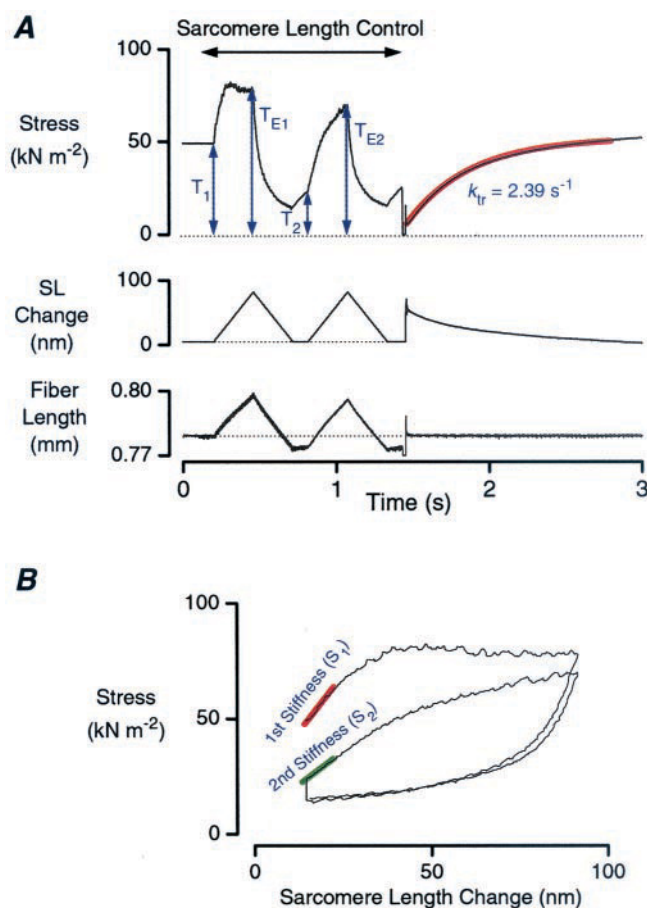 A
Sarcomere Length Control
100
Stress
(kN m-2)
50
0
T1
TE1
T2
TE2
ktr = 2.39 s-1
SL
Change
(nm)
100
0
Fiber
Length
(mm)
0.80
0.77
0 1 2 3
Time (s)
B
100
Stress
(kN m-2)
50
0
1st Stiffness (S1)
2nd Stiffness (S2)
0 50 100
Sarcomere Length Change (nm)